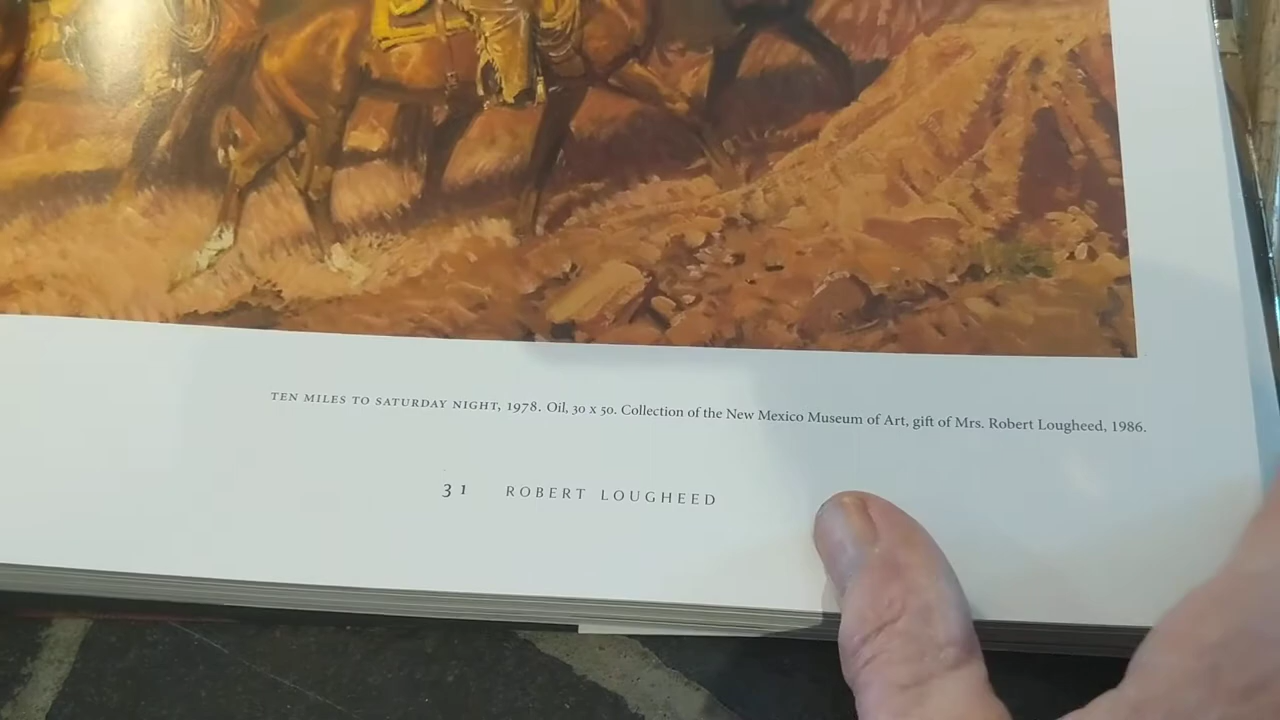 TEN MILES TO SATURDAY NIGHT, 1978. Oil, 30 x 50. Collection of the New Mexico Museum of Art, gift of Mrs. Robert Lougheed, 1986.
31 ROBERT LOUGHEED